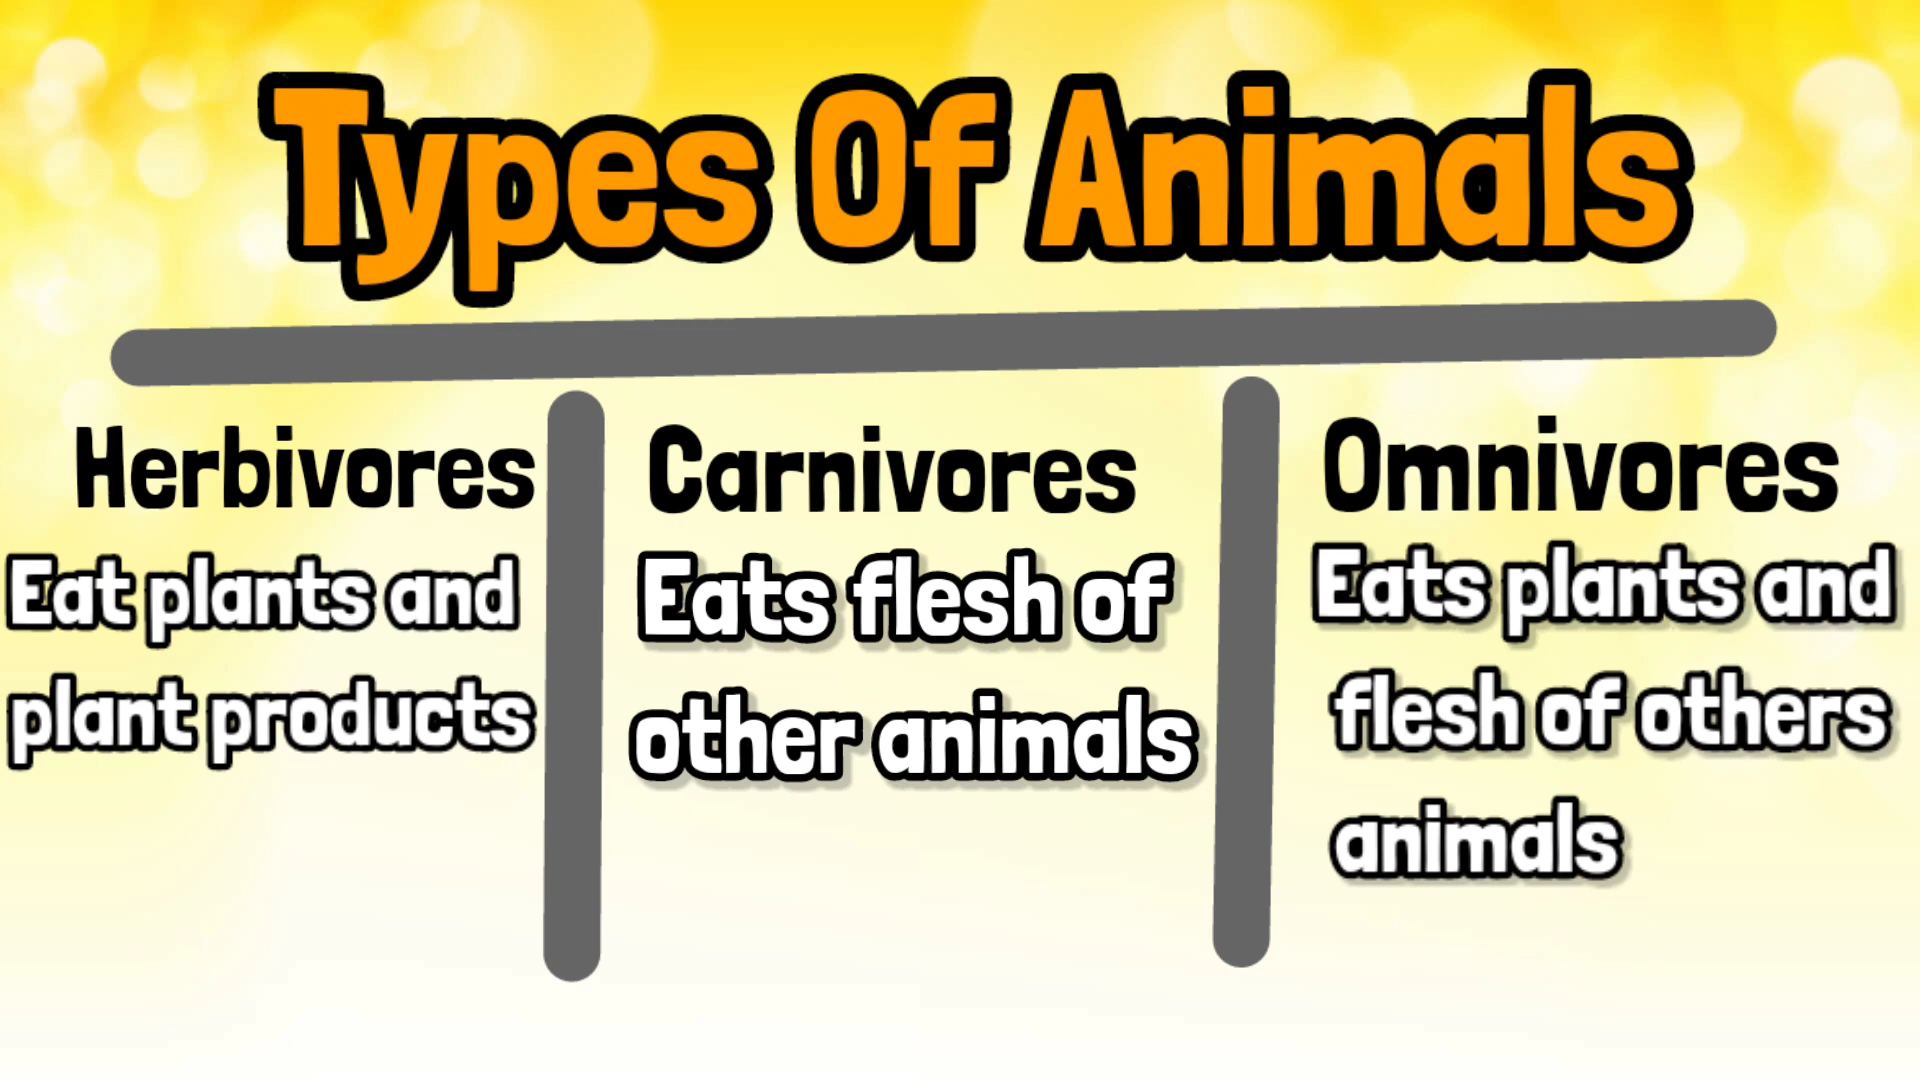 Types Of Animals
Herbivores
Eat plants and
plant products
Carnivores
Eats flesh of
other animals
Omnivores
Eats plants and
flesh of others
animals